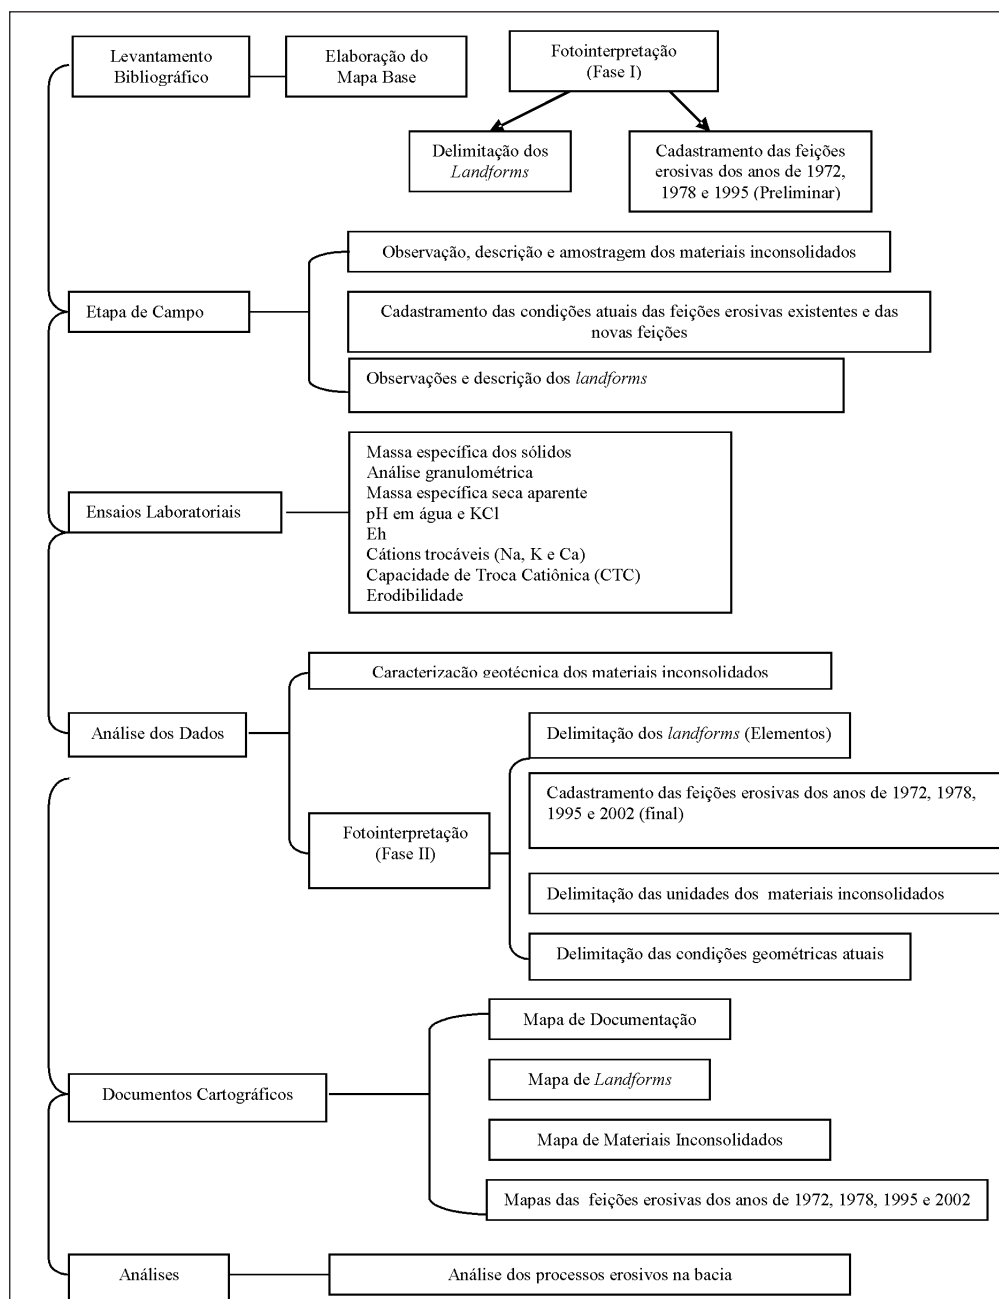 Levantamento
Bibliográfico
Elaboração do
Mapa Base
Fotointerpretação
(Fase I)
Delimitação dos
Landforms
Cadastramento das feições
erosivas dos anos de 1972,
1978 e 1995 (Preliminar)
Observação, descrição e amostragem dos materiais inconsolidados
Etapa de Campo
Cadastramento das condições atuais das feições erosivas existentes e das
novas feições
Observações e descrição dos landforms
Ensaios Laboratoriais
Massa específica dos sólidos
Análise granulométrica
Massa específica seca aparente
pH em água e KCl
Eh
Cátions trocáveis (Na, K e Ca)
Capacidade de Troca Catiônica (CTC)
Erodibilidade
Caracterização geotécnica dos materiais inconsolidados
Análise dos Dados
Delimitação dos landforms (Elementos)
Cadastramento das feições erosivas dos anos de 1972, 1978,
1995 e 2002 (final)
Fotointerpretação
(Fase II)
Delimitação das unidades dos materiais inconsolidados
Delimitação das condições geométricas atuais
Mapa de Documentação
Mapa de Landforms
Documentos Cartográficos
Mapa de Materiais Inconsolidados
Mapas das feições erosivas dos anos de 1972, 1978, 1995 e 2002
Análises
Análise dos processos erosivos na bacia